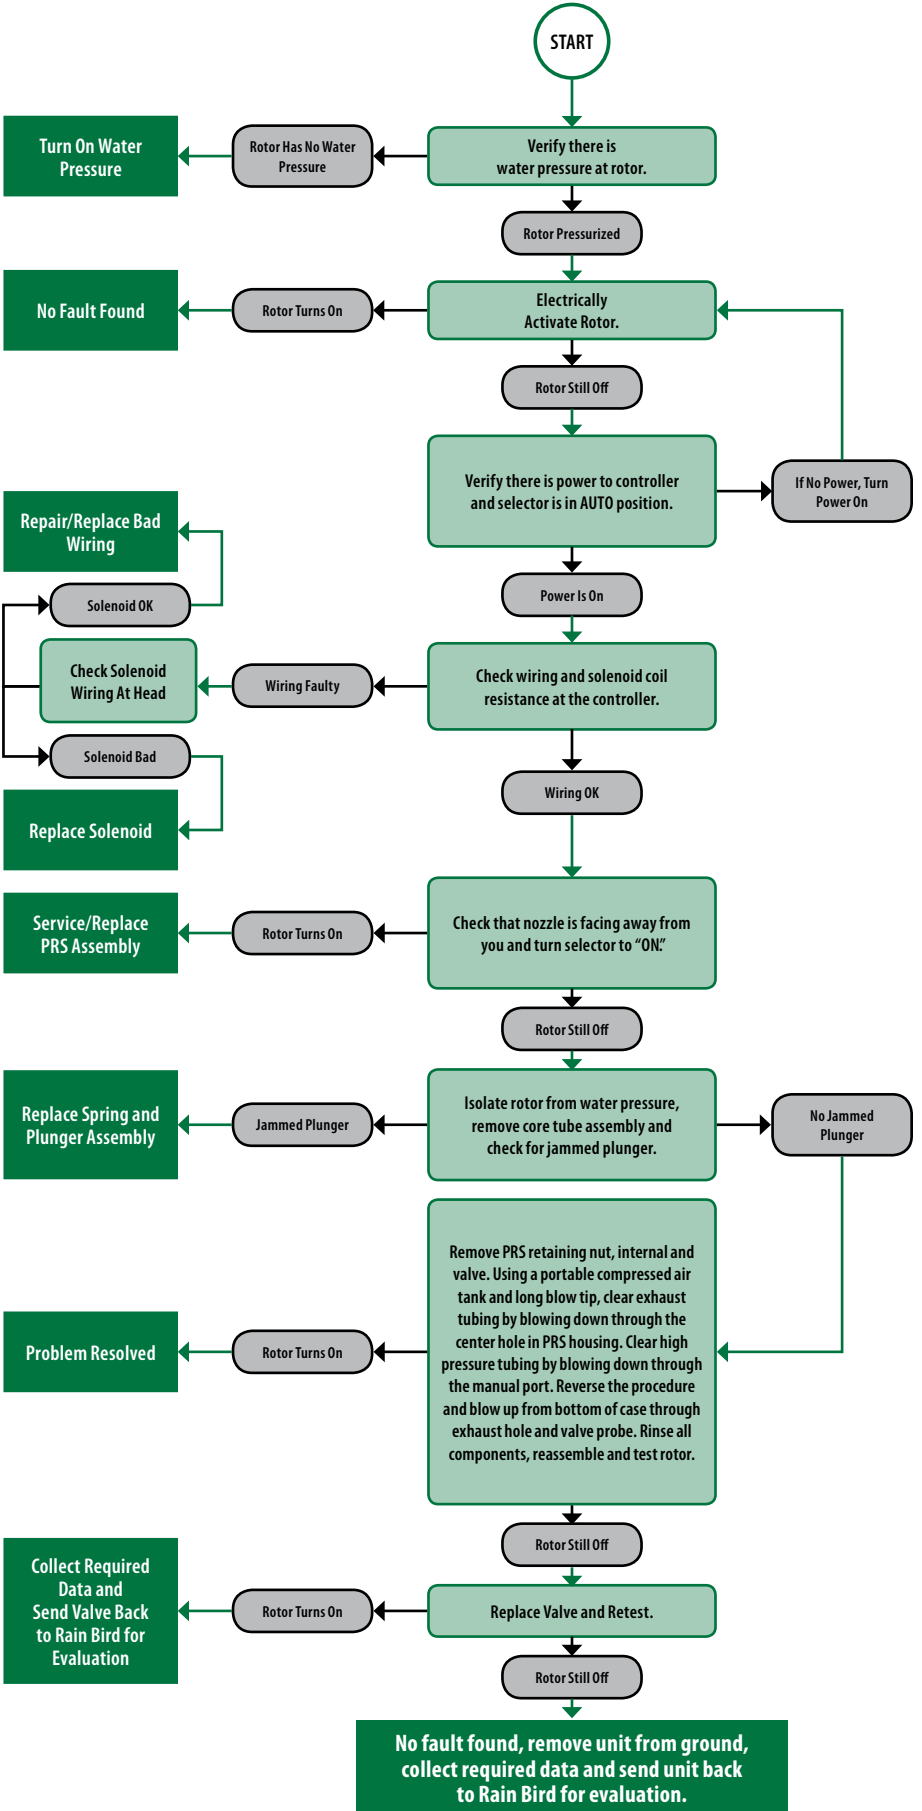 START
Verify there is
water pressure at rotor.
Rotor Has No Water
Pressure
Turn On Water
Pressure
Rotor Pressurized
Electrically
Activate Rotor.
Rotor Turns On
No Fault Found
Rotor Still Off
Verify there is power to controller
and selector is in AUTO position.
If No Power, Turn
Power On
Power Is On
Check wiring and solenoid coil
resistance at the controller.
Wiring Faulty
Check Solenoid
Wiring At Head
Solenoid OK
Repair/Replace Bad
Wiring
Solenoid Bad
Replace Solenoid
Wiring OK
Check that nozzle is facing away from
you and turn selector to “ON.”
Rotor Turns On
Service/Replace
PRS Assembly
Rotor Still Off
Isolate rotor from water pressure,
remove core tube assembly and
check for jammed plunger.
Jammed Plunger
Replace Spring and
Plunger Assembly
No Jammed
Plunger
Remove PRS retaining nut, internal and
valve. Using a portable compressed air
tank and long blow tip, clear exhaust
tubing by blowing down through the
center hole in PRS housing. Clear high
pressure tubing by blowing down through
the manual port. Reverse the procedure
and blow up from bottom of case through
exhaust hole and valve probe. Rinse all
components, reassemble and test rotor.
Rotor Turns On
Problem Resolved
Rotor Still Off
Replace Valve and Retest.
Rotor Turns On
Collect Required
Data and
Send Valve Back
to Rain Bird for
Evaluation
Rotor Still Off
No fault found, remove unit from ground,
collect required data and send unit back
to Rain Bird for evaluation.